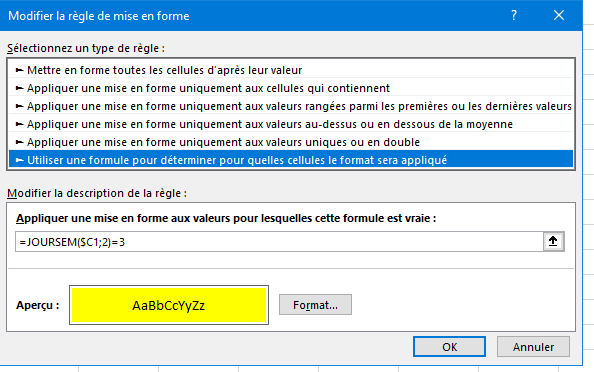 Modifier la règle de mise en forme ? ×
Sélectionnez un type de règle :
► Mettre en forme toutes les cellules d'après leur valeur
► Appliquer une mise en forme uniquement aux cellules qui contiennent
► Appliquer une mise en forme uniquement aux valeurs rangées parmi les premières ou les dernières valeurs
► Appliquer une mise en forme uniquement aux valeurs au-dessus ou en dessous de la moyenne
► Appliquer une mise en forme uniquement aux valeurs uniques ou en double
► Utiliser une formule pour déterminer pour quelles cellules le format sera appliqué
Modifier la description de la règle :
Appliquer une mise en forme aux valeurs pour lesquelles cette formule est vraie :
=JOURSEM($C1;2)=3
Aperçu : AaBbCcYyZz Format...
OK Annuler